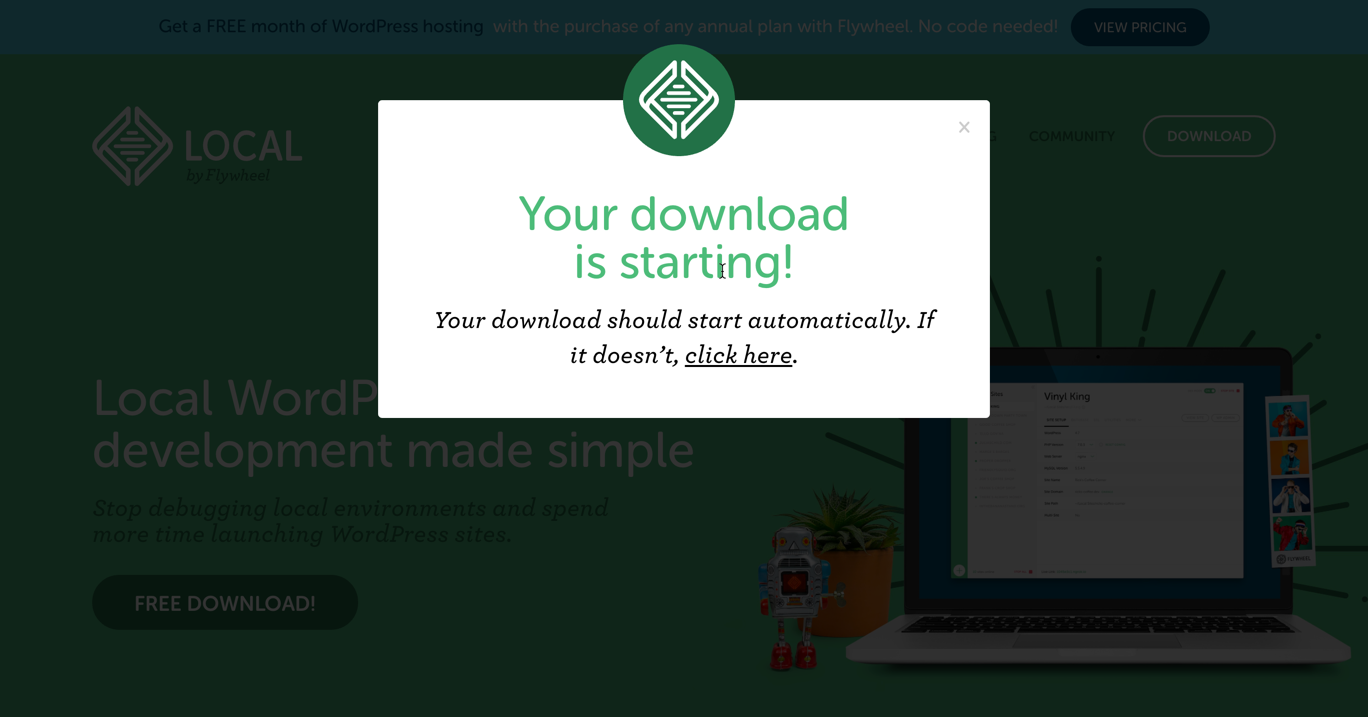 Get a FREE month of WordPress hosting with the purchase of any annual plan with Flywheel. No code needed!
VIEW PRICING
LOCAL
by Flywheel
COMMUNITY
DOWNLOAD
×
Your download
is starting!
Your download should start automatically. If
it doesn’t, click here.
Local WordP
development made simple
Stop debugging local environments and spend
more time launching WordPress sites.
FREE DOWNLOAD!
Vinyl King
FLYWHEEL